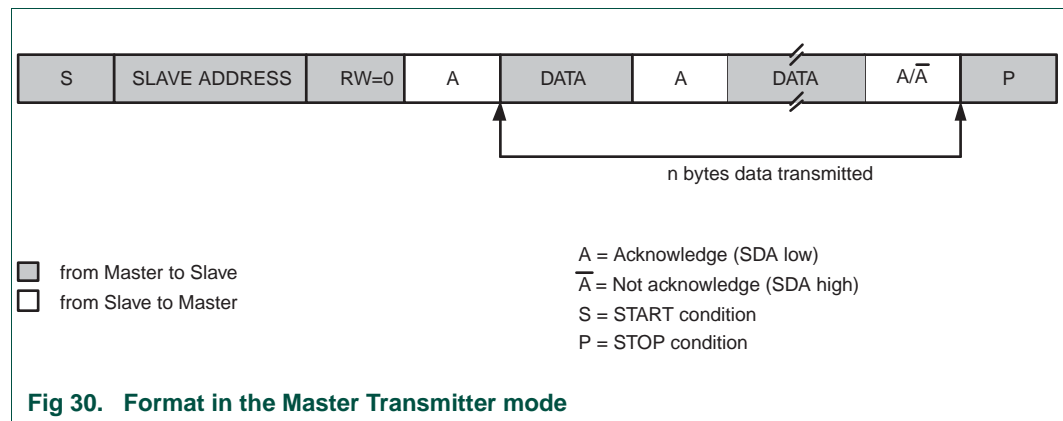 S SLAVE ADDRESS RW=0 A DATA A DATA A/A̅ P
n bytes data transmitted
from Master to Slave
from Slave to Master
A = Acknowledge (SDA low)
A̅ = Not acknowledge (SDA high)
S = START condition
P = STOP condition
Fig 30. Format in the Master Transmitter mode